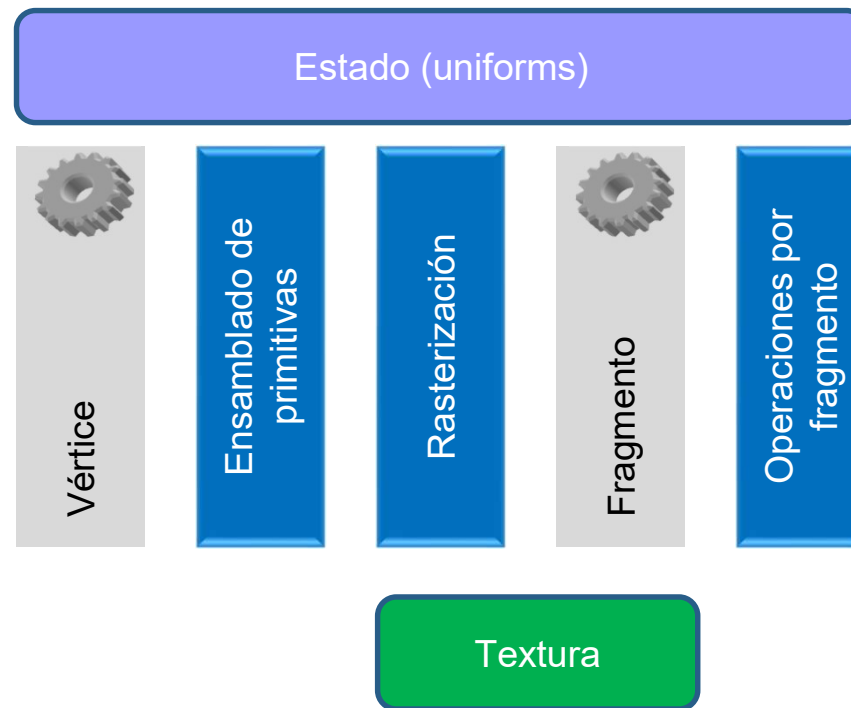 Estado (uniforms)
Vértice
Ensamblado de
primitivas
Rasterización
Fragmento
Operaciones por
fragmento
Textura